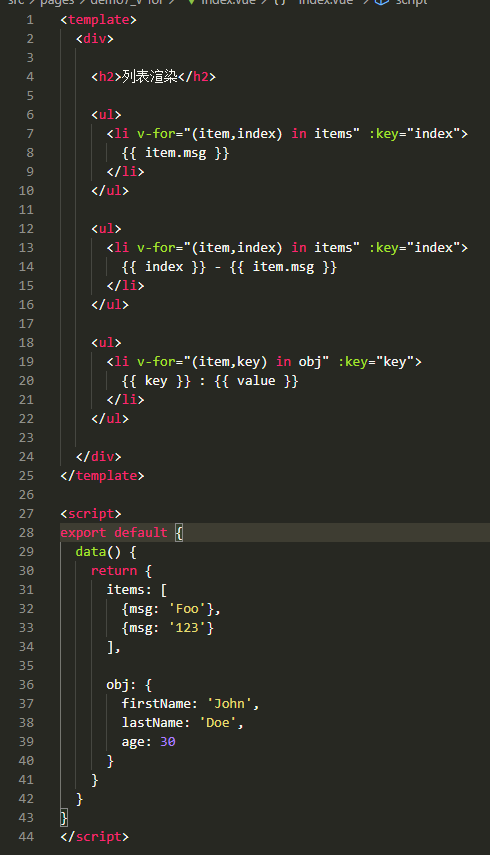 src > pages > demo7_v-for > index.vue > {} "index.vue" > script
1 <template>
2   <div>
3
4     <h2>列表渲染</h2>
5
6     <ul>
7       <li v-for="(item,index) in items" :key="index">
8         {{ item.msg }}
9       </li>
10     </ul>
11
12     <ul>
13       <li v-for="(item,index) in items" :key="index">
14         {{ index }} - {{ item.msg }}
15       </li>
16     </ul>
17
18     <ul>
19       <li v-for="(item,key) in obj" :key="key">
20         {{ key }} : {{ value }}
21       </li>
22     </ul>
23
24   </div>
25 </template>
26
27 <script>
28 export default {
29   data() {
30     return {
31       items: [
32         {msg: 'Foo'},
33         {msg: '123'}
34       ],
35
36       obj: {
37         firstName: 'John',
38         lastName: 'Doe',
39         age: 30
40       }
41     }
42   }
43 }
44 </script>